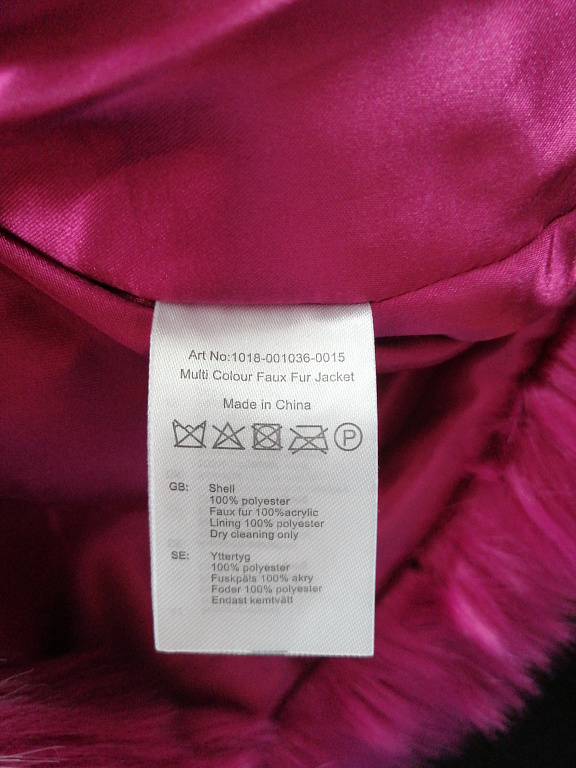 Art No:1018-001036-0015
Multi Colour Faux Fur Jacket
Made in China
P
GB: Shell
100% polyester
Faux fur 100%acrylic
Lining 100% polyester
Dry cleaning only
SE: Yttertyg
100% polyester
Fuskpäls 100% akry
Foder 100% polyester
Endast kemtvält